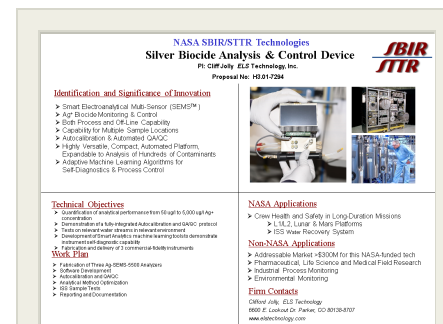 NASA SBIR/STTR Technologies
Silver Biocide Analysis & Control Device
PI: Cliff Jolly ELS Technology, Inc.
Proposal No: H3.01-7294
SBIR
STTR
Identification and Significance of Innovation
➤ Smart Electroanalytical Multi-Sensor (SEMS™)
➤ Ag⁺ Biocide Monitoring & Control
➤ Both Process and Off-Line Capability
➤ Capability for Multiple Sample Locations
➤ Autocalibration & Automated QA/QC
➤ Highly Versatile, Compact, Automated Platform,
Expandable to Analysis of Hundreds of Contaminants
➤ Adaptive Machine Learning Algorithms for
Self-Diagnostics & Process Control
Technical Objectives
➤ Quantification of analytical performance from 50 ug/l to 5,000 ug/l Ag+
concentration
➤ Demonstration of a fully-integrated Autocalibration and QA/QC protocol
➤ Tests on relevant water streams in relevant environment
➤ Development of Smart Analytics machine learning tools to demonstrate
instrument self-diagnostic capability
➤ Fabrication and delivery of 3 commercial-fidelity instruments
Work Plan
➤ Fabrication of Three Ag-SEMS-5500 Analyzers
➤ Software Development
➤ Autocalibration and QA/QC
➤ Analytical Method Optimization
➤ ISS Sample Tests
➤ Reporting and Documentation
NASA Applications
➤ Crew Health and Safety in Long-Duration Missions
➤ L1/L2, Lunar & Mars Platforms
➤ ISS Water Recovery System
Non-NASA Applications
➤ Addressable Market >$300M for this NASA-funded tech
➤ Pharmaceutical, Life Science and Medical Field Research
➤ Industrial Process Monitoring
➤ Environmental Monitoring
Firm Contacts
Clifford Jolly, ELS Technology
6600 E. Lookout Dr. Parker, CO 80138-8707
www.elstechnology.com